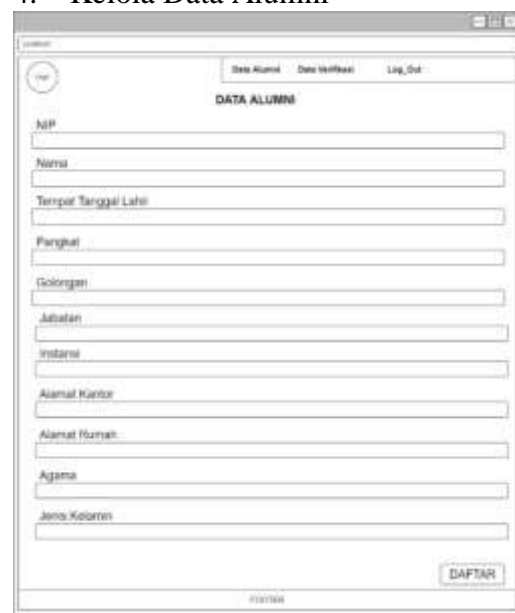 4. Kelola Data Alumni
Logo
Data Alumni Data Verifikasi Log_Out
DATA ALUMNI
NIP
Nama
Tempat Tanggal Lahir
Pangkat
Golongan
Jabatan
Instansi
Alamat Kantor
Alamat Rumah
Agama
Jenis Kelamin
DAFTAR
FOOTER